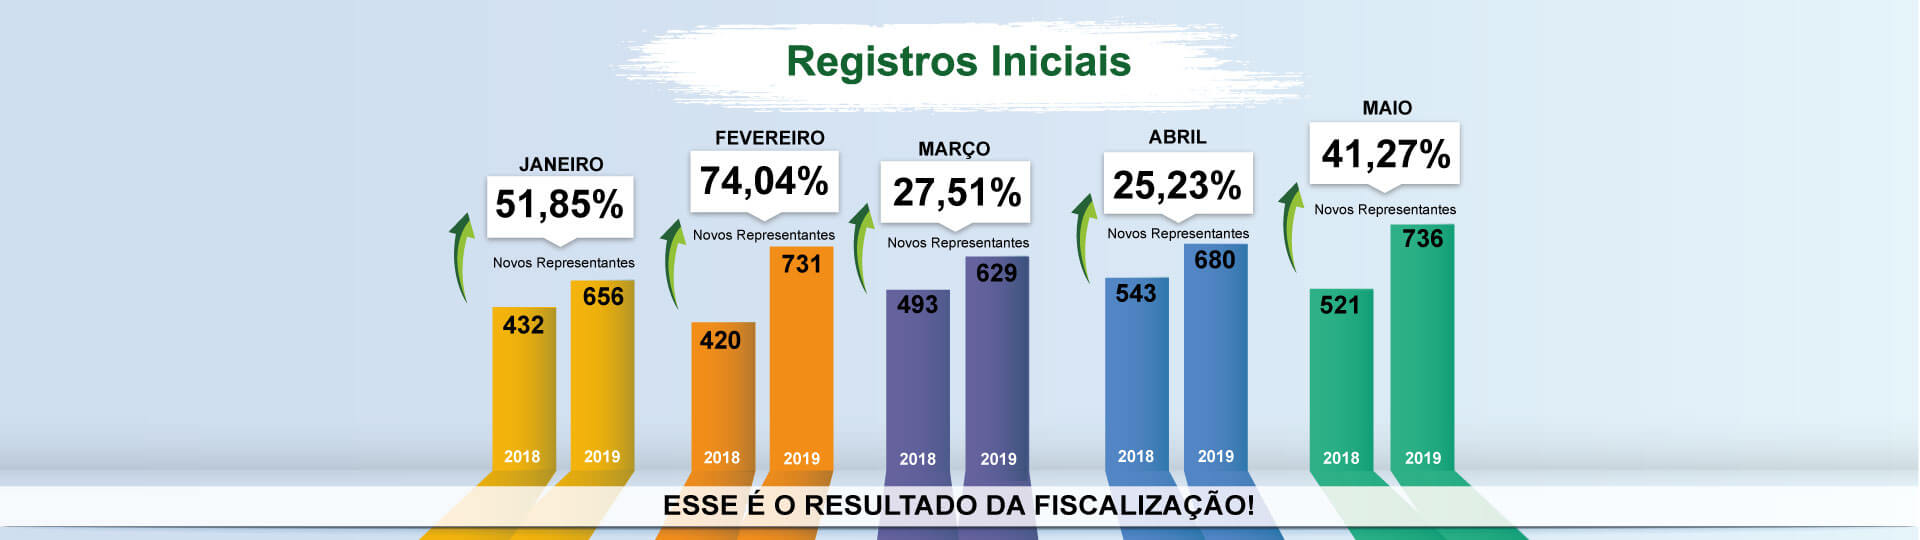 Registros Iniciais
JANEIRO
51,85%
Novos Representantes
432
656
2018
2019
FEVEREIRO
74,04%
Novos Representantes
420
731
2018
2019
MARÇO
27,51%
Novos Representantes
493
629
2018
2019
ABRIL
25,23%
Novos Representantes
543
680
2018
2019
MAIO
41,27%
Novos Representantes
521
736
2018
2019
ESSE É O RESULTADO DA FISCALIZAÇÃO!